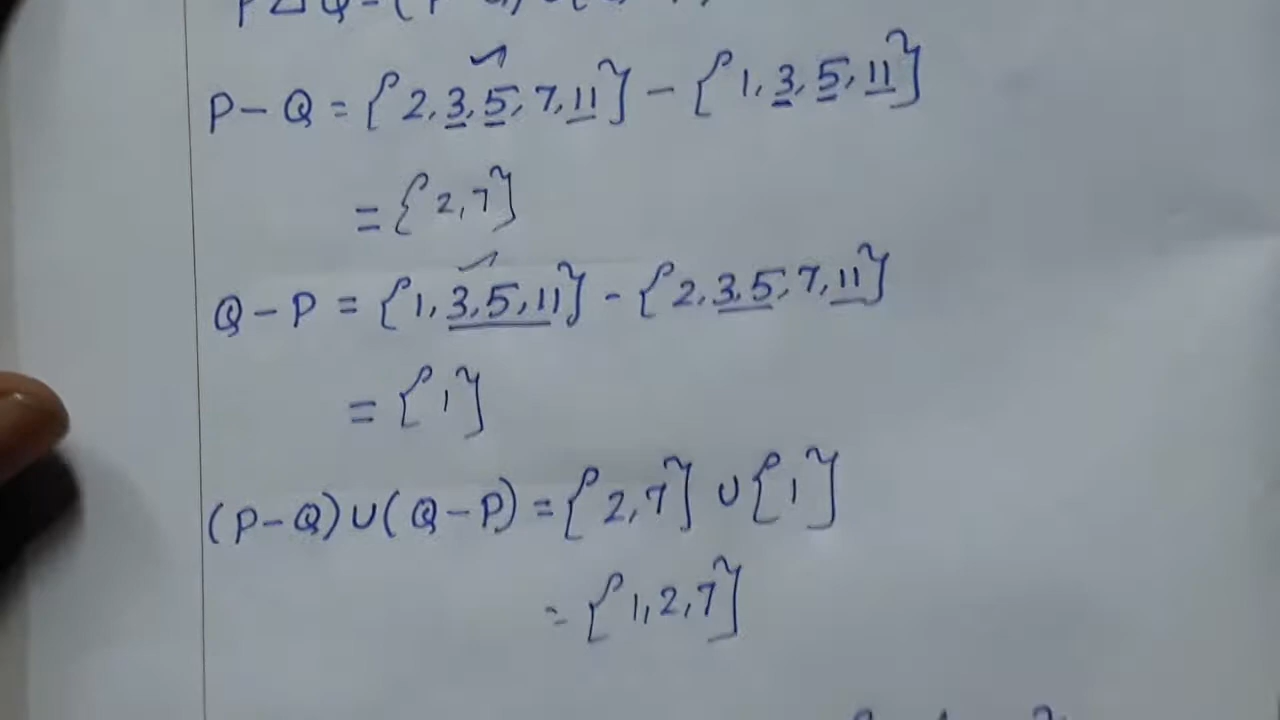 P△Q=(P-Q)∪(Q-P)
P-Q = {2,3,5,7,11} - {1,3,5,11}
= {2,7}
Q-P = {1,3,5,11} - {2,3,5,7,11}
= {1}
(P-Q)∪(Q-P) = {2,7} ∪ {1}
= {1,2,7}